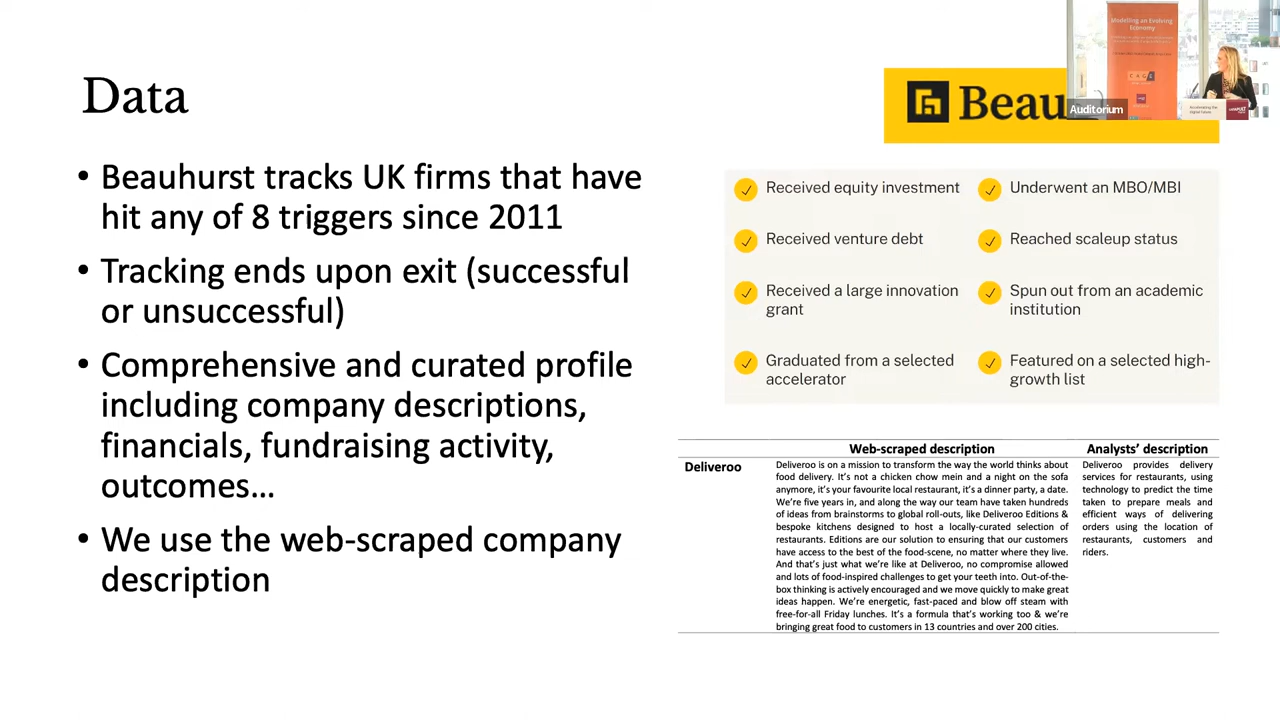 Data
• Beauhurst tracks UK firms that have
hit any of 8 triggers since 2011
• Tracking ends upon exit (successful
or unsuccessful)
• Comprehensive and curated profile
including company descriptions,
financials, fundraising activity,
outcomes...
• We use the web-scraped company
description
Beau
Modelling an Evolving
Economy
CAGE
Auditorium
Accelerating the
Digital Future
CATAPULT
Received equity investment
Underwent an MBO/MBI
Received venture debt
Reached scaleup status
Received a large innovation
grant
Spun out from an academic
institution
Graduated from a selected
accelerator
Featured on a selected high-
growth list
Web-scraped description
Analysts' description
Deliveroo
Deliveroo is on a mission to transform the way the world thinks about
food delivery. It's not a chicken chow mein and a night on the sofa
anymore, it's your favourite local restaurant, it's a dinner party, a date.
We're five years in, and along the way our team have taken hundreds
of ideas from brainstorms to global roll-outs, like Deliveroo Editions &
bespoke kitchens designed to host a locally-curated selection of
restaurants. Editions are our solution to ensuring that our customers
have access to the best of the food-scene, no matter where they live.
And that's just what we're like at Deliveroo, no compromise allowed
and lots of food-inspired challenges to get your teeth into. Out-of-the-
box thinking is actively encouraged and we move quickly to make great
ideas happen. We're energetic, fast-paced and blow off steam with
free-for-all Friday lunches. It's a formula that's working too & we're
bringing great food to customers in 13 countries and over 200 cities.
Deliveroo provides delivery
services for restaurants, using
technology to predict the time
taken to prepare meals and
efficient ways of delivering
orders using the location of
restaurants, customers and
riders.